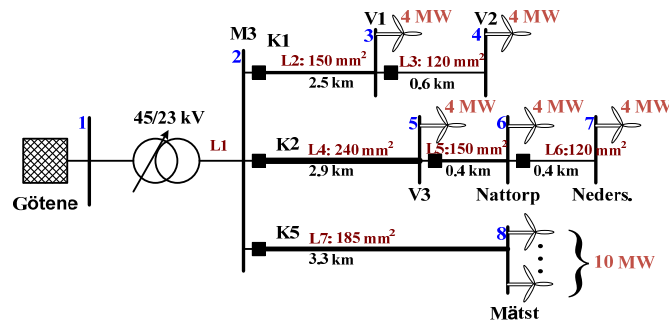 M3
K1
V1
4 MW
V2
4 MW
2
3
4
L2: 150 mm²
L3: 120 mm²
2.5 km
0.6 km
1
45/23 kV
L1
4 MW
4 MW
4 MW
5
6
7
K2
L4: 240 mm²
L5:150 mm²
L6:120mm²
2.9 km
0.4 km
0.4 km
Götene
V3
Nattorp
Neders.
K5
L7: 185 mm²
8
3.3 km
10 MW
Mätst